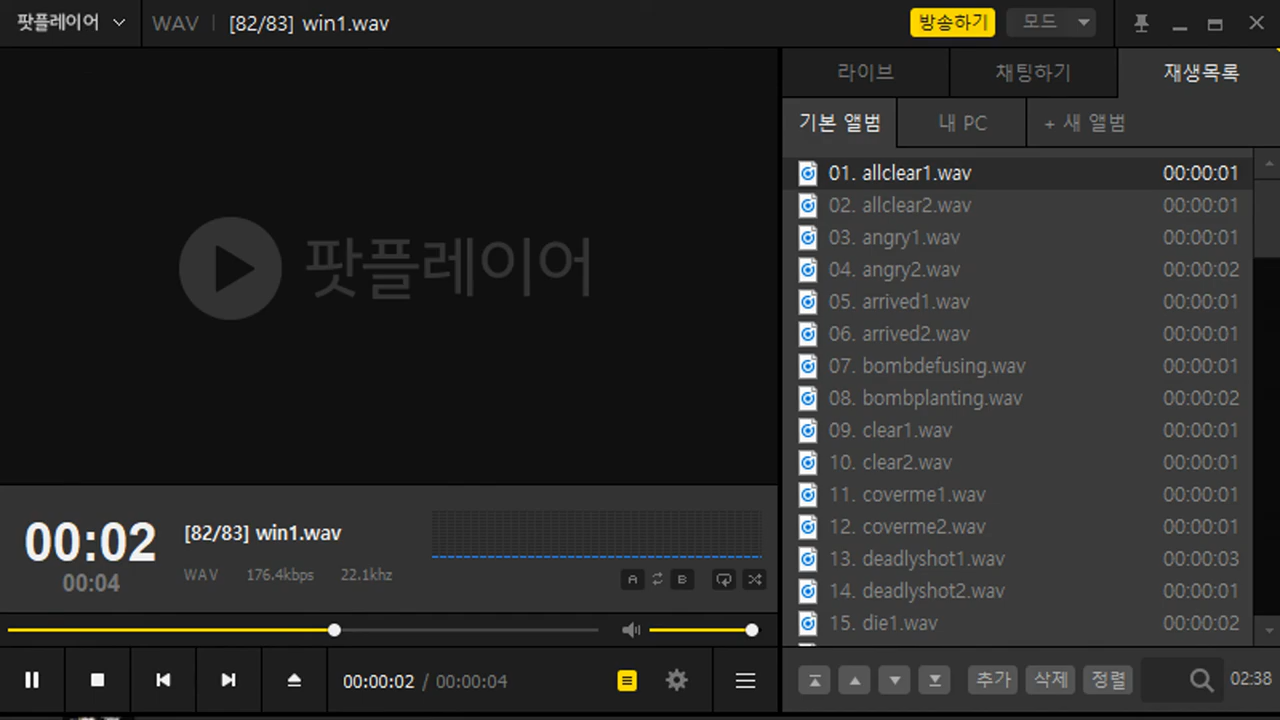 팟플레이어 WAV [82/83] win1.wav 방송하기 모드
라이브 채팅하기 재생목록
기본 앨범 내 PC + 새 앨범
01. allclear1.wav 00:00:01
02. allclear2.wav 00:00:01
03. angry1.wav 00:00:01
04. angry2.wav 00:00:02
05. arrived1.wav 00:00:01
06. arrived2.wav 00:00:01
07. bombdefusing.wav 00:00:01
08. bombplanting.wav 00:00:02
09. clear1.wav 00:00:01
10. clear2.wav 00:00:01
11. coverme1.wav 00:00:01
12. coverme2.wav 00:00:01
13. deadlyshot1.wav 00:00:03
14. deadlyshot2.wav 00:00:01
15. die1.wav 00:00:02
팟플레이어
00:02 [82/83] win1.wav
00:04 WAV 176.4kbps 22.1khz A B
00:00:02 / 00:00:04
추가 삭제 정렬 02:38